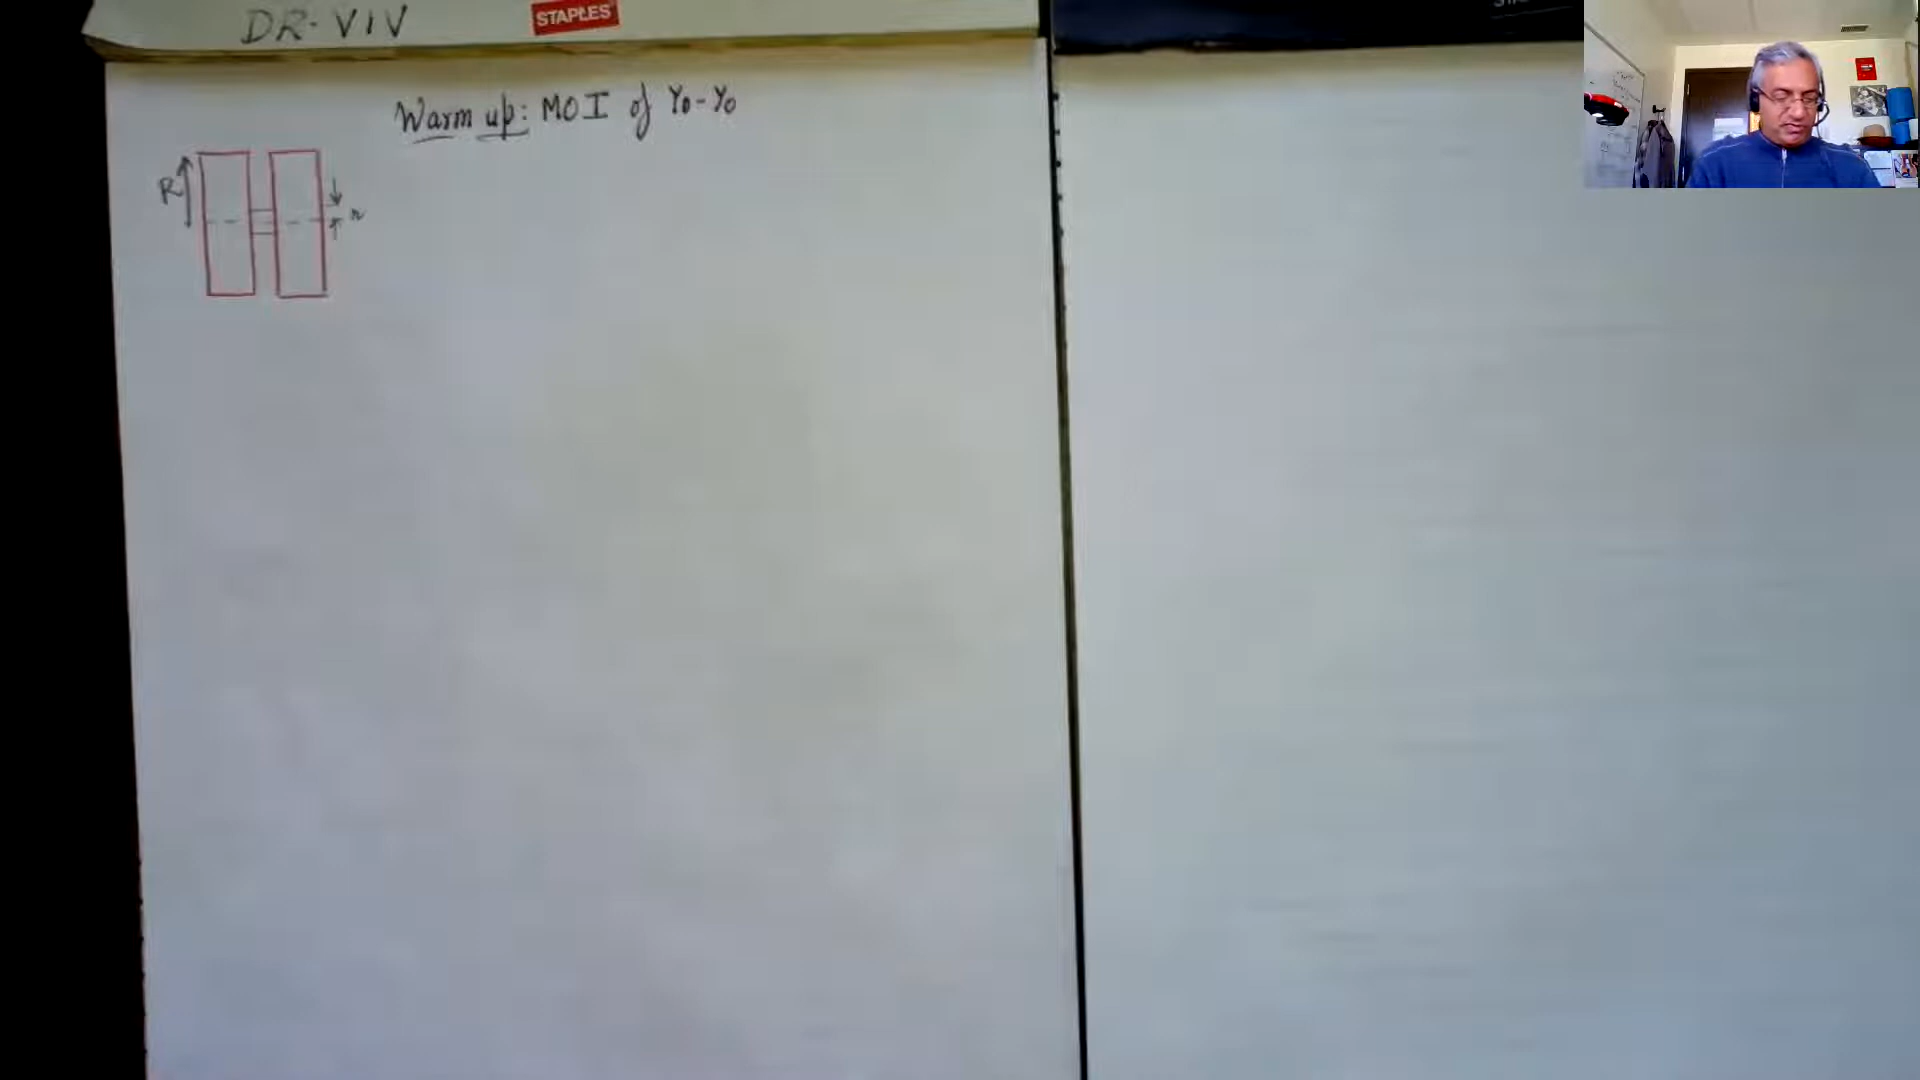 DR. VIV
STAPLES
Warm up: MOI of Yo-Yo
R
r